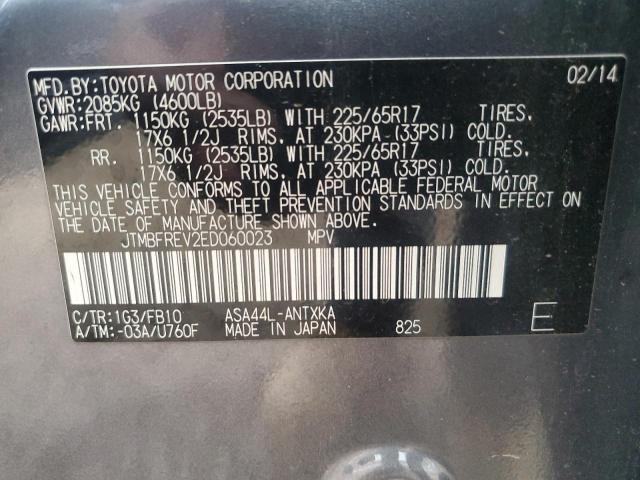 MFD.BY:TOYOTA MOTOR CORPORATION 02/14
GVWR:2085KG (4600LB)
GAWR:FRT. 1150KG (2535LB) WITH 225/65R17 TIRES.
17X6 1/2J RIMS, AT 230KPA (33PSI) COLD.
RR. 1150KG (2535LB) WITH 225/65R17 TIRES.
17X6 1/2J RIMS, AT 230KPA (33PSI) COLD.
THIS VEHICLE CONFORMS TO ALL APPLICABLE FEDERAL MOTOR
VEHICLE SAFETY AND THEFT PREVENTION STANDARDS IN EFFECT ON
THE DATE OF MANUFACTURE SHOWN ABOVE.
JTMBFREV2ED060023 MPV
C/TR:1G3/FB10 ASA44L-ANTXKA
A/TM:-03A/U760F MADE IN JAPAN 825 E